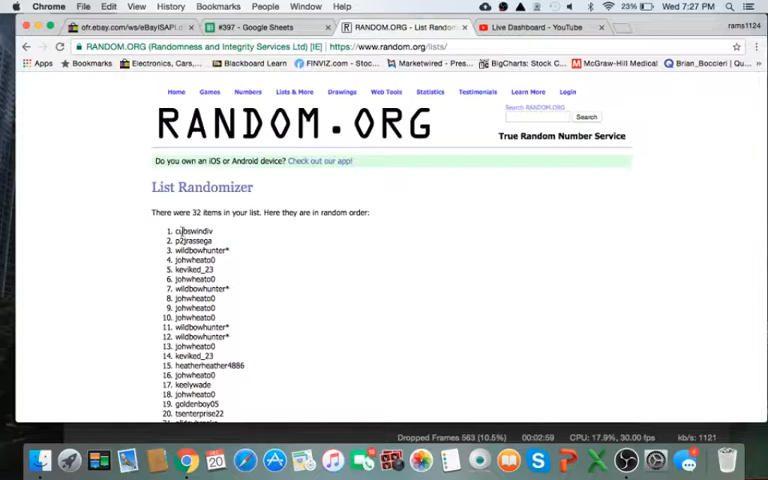 Chrome File Edit View History Bookmarks People Window Help 23% Wed 7:27 PM rams1124
ofr.ebay.com/ws/eBayISAPI.d × #397 - Google Sheets × RANDOM.ORG - List Random × Live Dashboard - YouTube × rams1124
RANDOM.ORG (Randomness and Integrity Services Ltd) [IE] https://www.random.org/lists/
Apps Bookmarks Electronics, Cars,... FINVIZ.com - Stoc... Marketwired - Pres... BigCharts: Stock C... Blackboard Learn McGraw-Hill Medical Brian_Boccieri | Qu... »
Home Games Numbers Lists & More Drawings Web Tools Statistics Testimonials Learn More Login
Search RANDOM.ORG
RANDOM.ORG
Search
True Random Number Service
Do you own an iOS or Android device? Check out our app!
List Randomizer
There were 32 items in your list. Here they are in random order:
1. cubswindiv
2. p2jrassega
3. wildbowhunter*
4. johwheato0
5. keviked_23
6. johwheato0
7. wildbowhunter*
8. johwheato0
9. johwheato0
10. johwheato0
11. wildbowhunter*
12. wildbowhunter*
13. johwheato0
14. keviked_23
15. heatherheather4886
16. johwheato0
17. keelywade
18. johwheato0
19. goldenboy05
20. tsenterprise22
Dropped Frames 563 (10.5%) 00:02:59 CPU: 17.9%, 30.00 fps kb/s: 1121